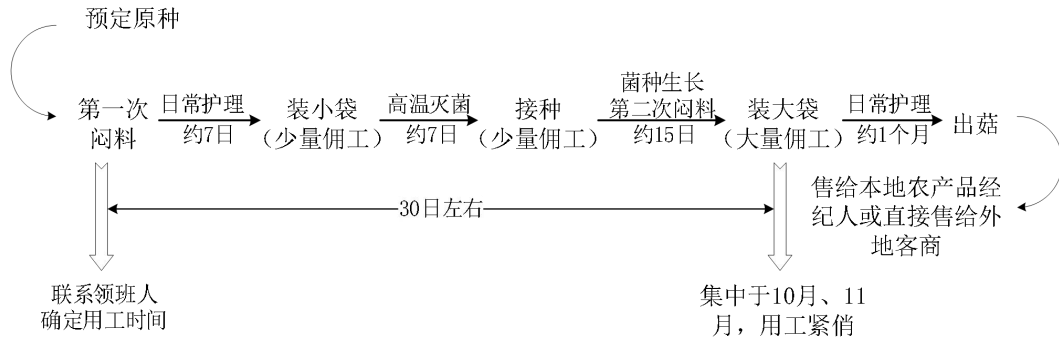 预定原种
第一次
闷料
日常护理
约7日
装小袋
（少量佣工）
高温灭菌
约7日
接种
（少量佣工）
菌种生长
第二次闷料
约15日
装大袋
（大量佣工）
日常护理
约1个月
出菇
售给本地农产品经
纪人或直接售给外
地客商
30日左右
联系领班人
确定用工时间
集中于10月、11
月，用工紧俏